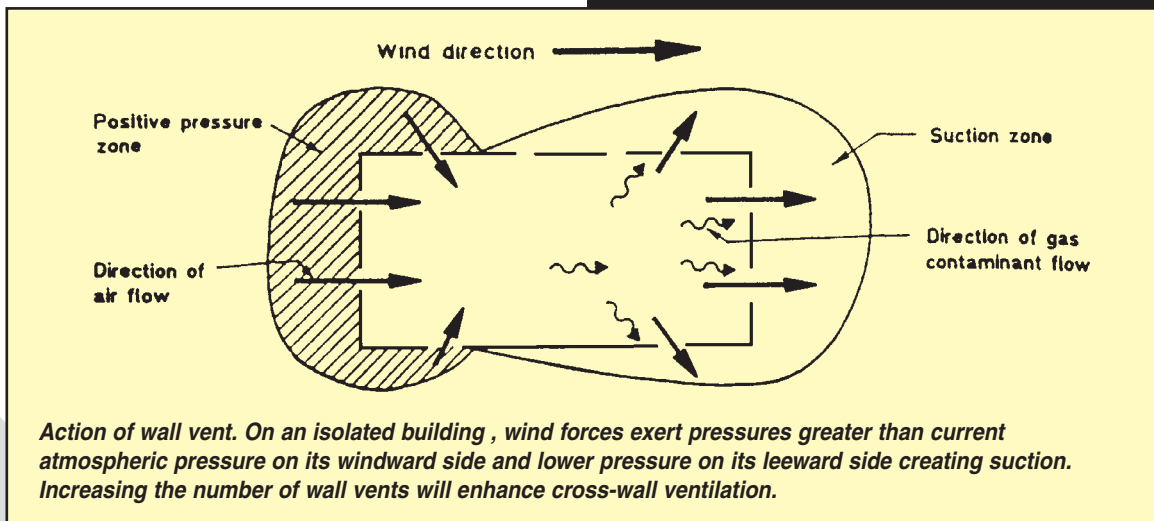 Wind direction
Positive pressure
zone
Suction zone
Direction of
air flow
Direction of gas
contaminant flow
Action of wall vent. On an isolated building , wind forces exert pressures greater than current
atmospheric pressure on its windward side and lower pressure on its leeward side creating suction.
Increasing the number of wall vents will enhance cross-wall ventilation.